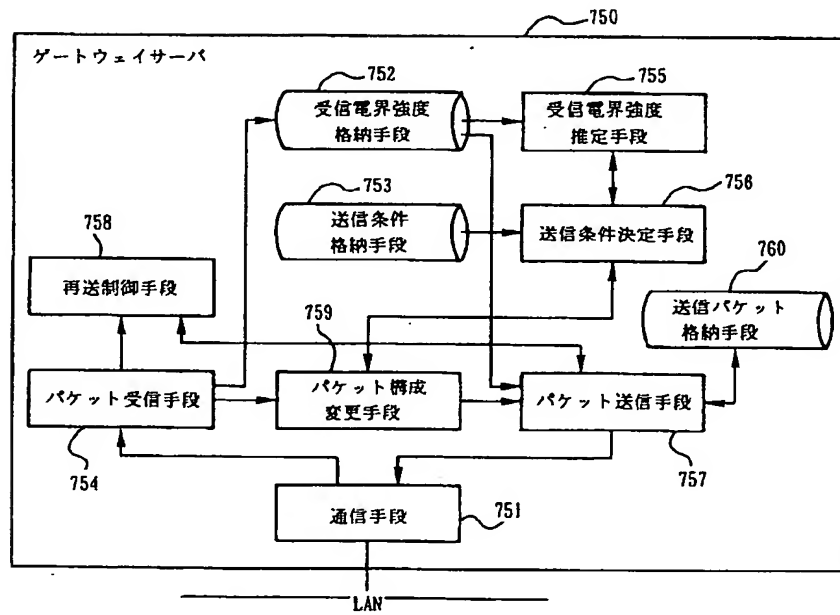 750
ゲートウェイサーバ
752
受信電界強度
格納手段
755
受信電界強度
推定手段
753
送信条件
格納手段
756
送信条件決定手段
758
再送制御手段
760
送信パケット
格納手段
759
パケット構成
変更手段
パケット受信手段
754
パケット送信手段
757
通信手段
751
LAN